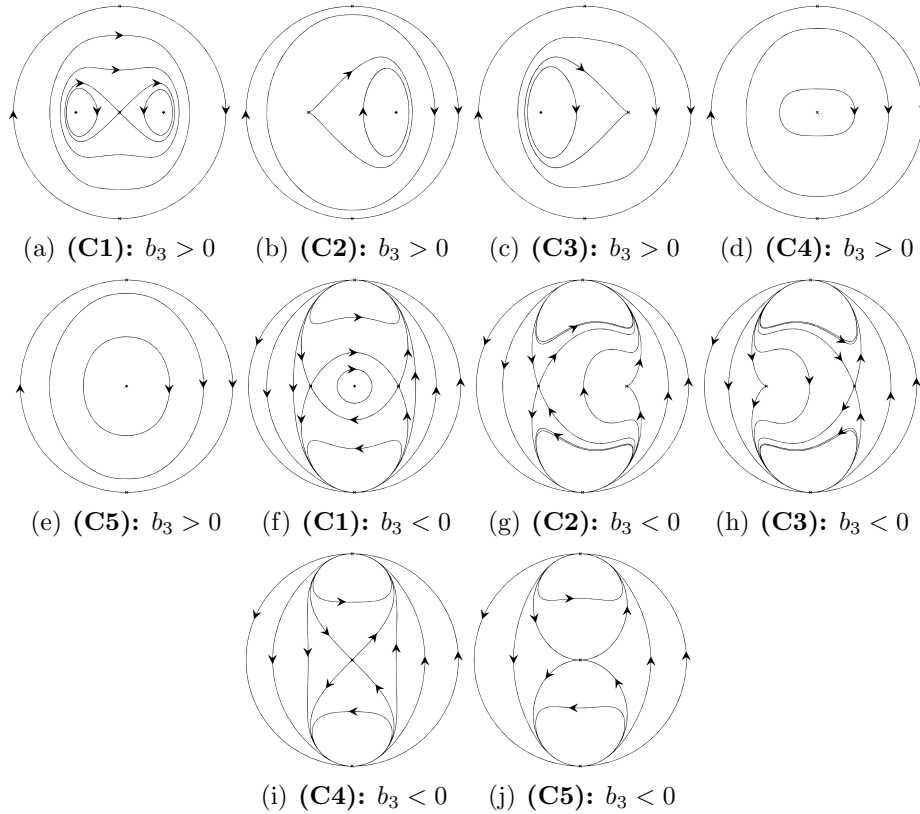 (a) (C1): b₃ > 0 (b) (C2): b₃ > 0 (c) (C3): b₃ > 0 (d) (C4): b₃ > 0
(e) (C5): b₃ > 0 (f) (C1): b₃ < 0 (g) (C2): b₃ < 0 (h) (C3): b₃ < 0
(i) (C4): b₃ < 0 (j) (C5): b₃ < 0